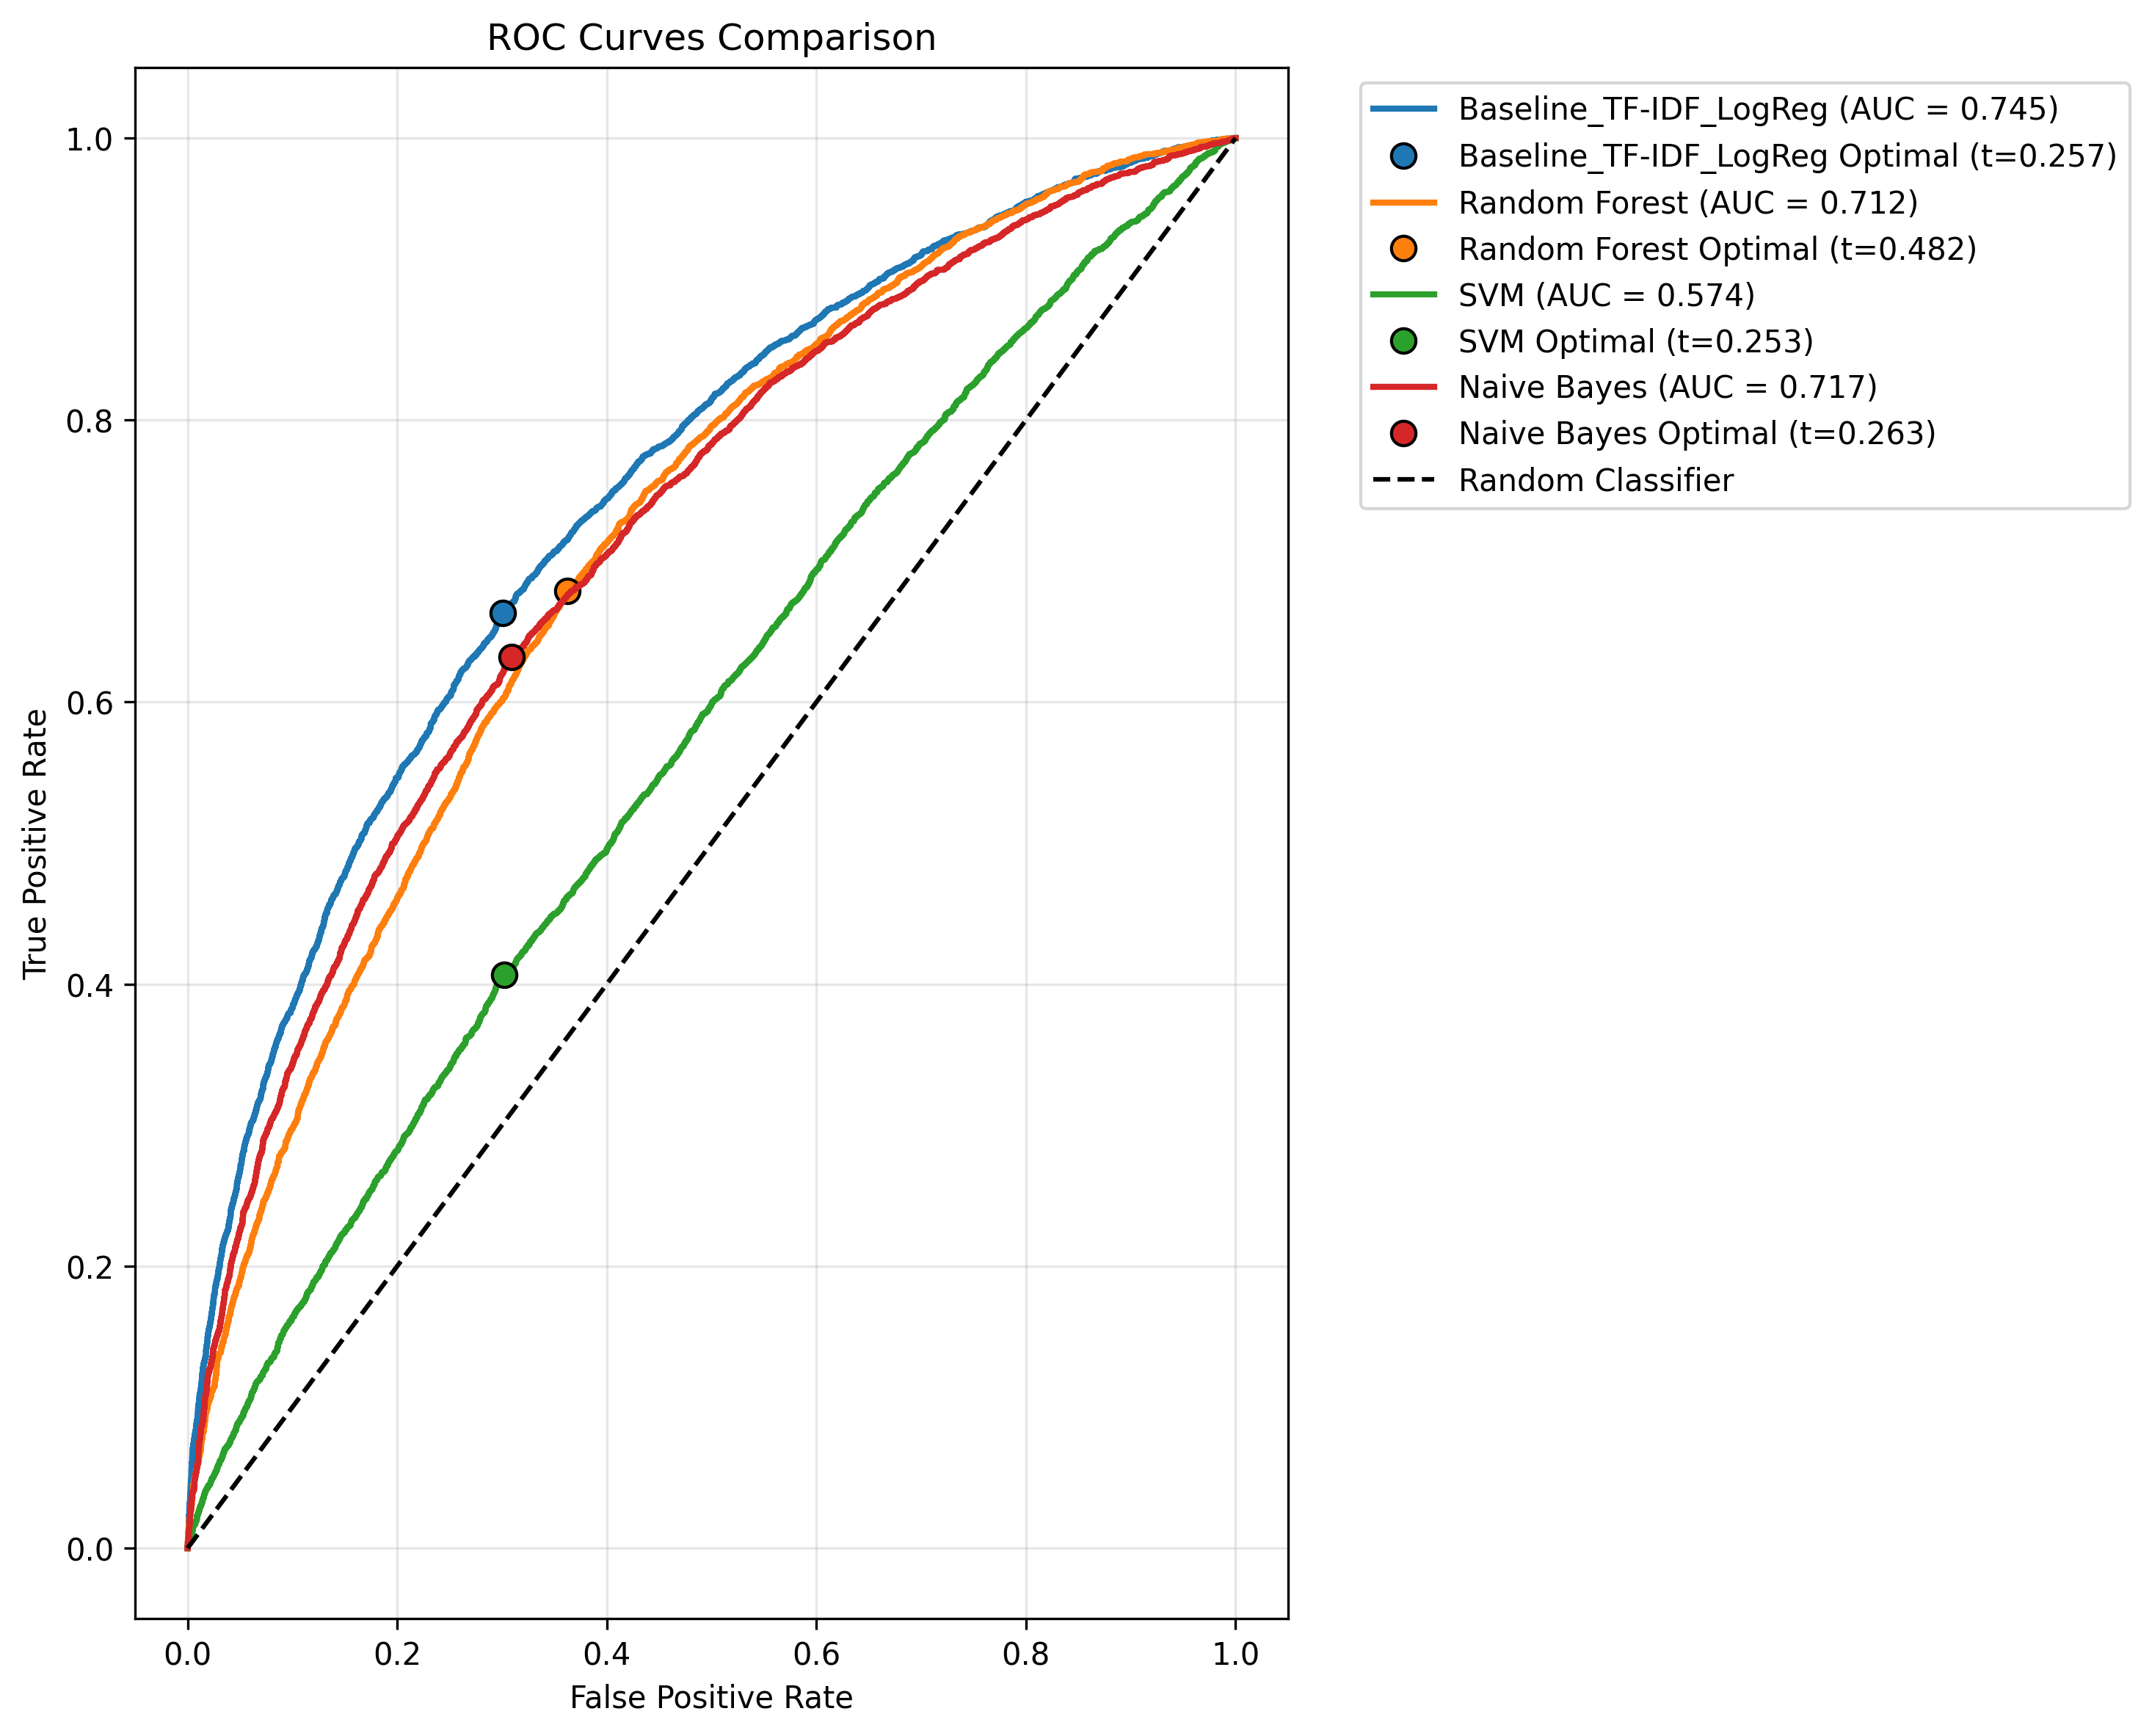 ROC Curves Comparison
Baseline_TF-IDF_LogReg (AUC = 0.745)
Baseline_TF-IDF_LogReg Optimal (t=0.257)
Random Forest (AUC = 0.712)
Random Forest Optimal (t=0.482)
SVM (AUC = 0.574)
SVM Optimal (t=0.253)
Naive Bayes (AUC = 0.717)
Naive Bayes Optimal (t=0.263)
Random Classifier
True Positive Rate
1.0
0.8
0.6
0.4
0.2
0.0
0.0 0.2 0.4 0.6 0.8 1.0
False Positive Rate